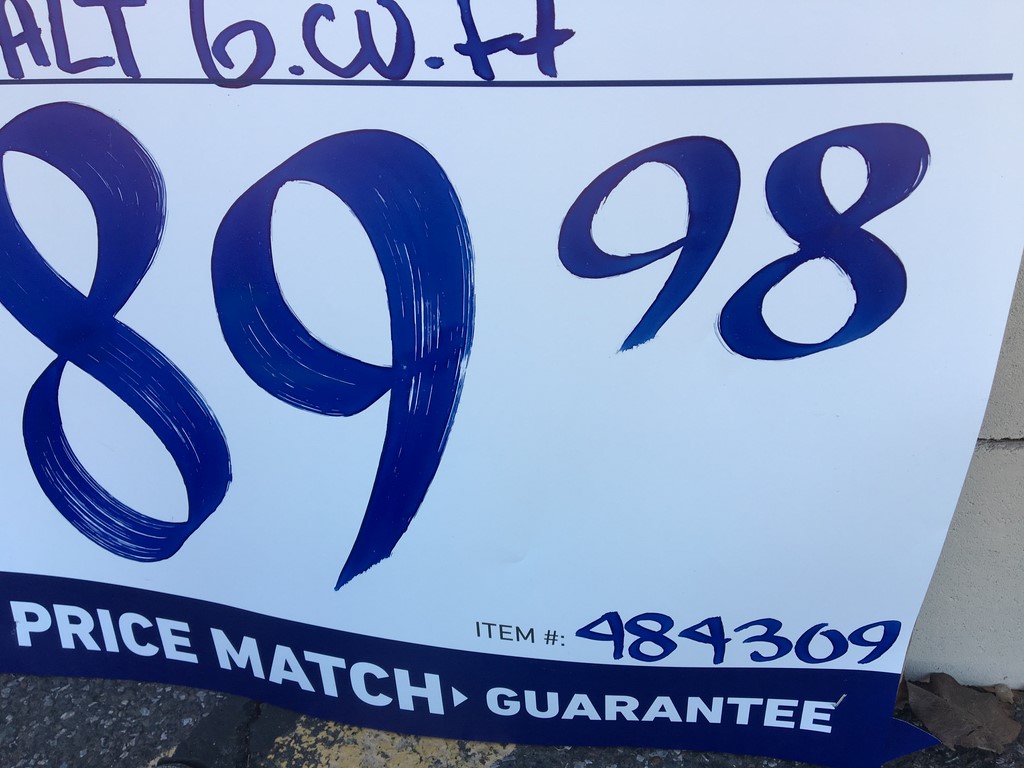 ALT 6.cu.ft
89 98
ITEM #: 484309
PRICE MATCH GUARANTEE